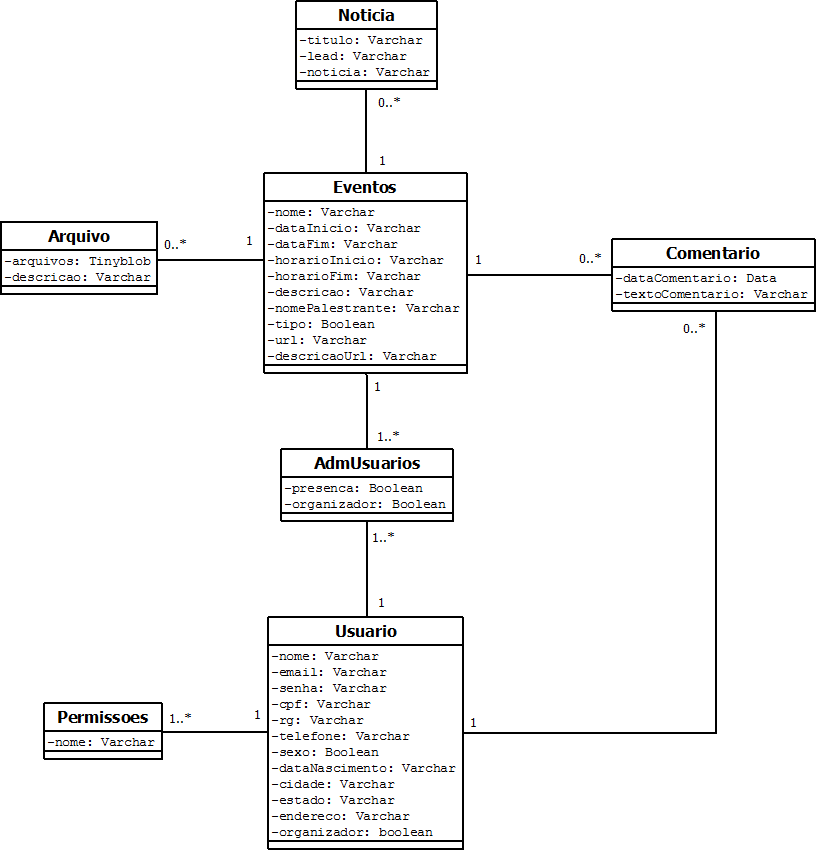 Noticia
-titulo: Varchar
-lead: Varchar
-noticia: Varchar
0..*
1
Eventos
-nome: Varchar
-dataInicio: Varchar
-dataFim: Varchar
-horarioInicio: Varchar
-horarioFim: Varchar
-descricao: Varchar
-nomePalestrante: Varchar
-tipo: Boolean
-url: Varchar
-descricaoUrl: Varchar
Arquivo
-arquivos: Tinyblob
-descricao: Varchar
0..*
1
1
0..*
Comentario
-dataComentario: Data
-textoComentario: Varchar
0..*
1
1..*
AdmUsuarios
-presenca: Boolean
-organizador: Boolean
1..*
1
Usuario
-nome: Varchar
-email: Varchar
-senha: Varchar
-cpf: Varchar
-rg: Varchar
-telefone: Varchar
-sexo: Boolean
-dataNascimento: Varchar
-cidade: Varchar
-estado: Varchar
-endereco: Varchar
-organizador: boolean
Permissoes
-nome: Varchar
1..*
1
1